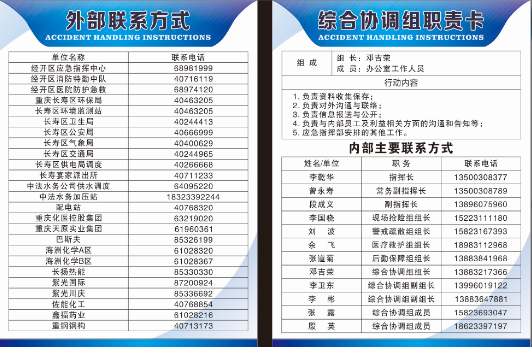 外部联系方式
ACCIDENT HANDLING INSTRUCTIONS
单位名称 联系电话
经开区应急指挥中心 68981999
经开区消防特勤中队 40716119
经开区医院防护急救 68974120
重庆长寿区环保局 40463205
长寿区环境监测站 40463205
长寿区卫生局 40244413
长寿区公安局 40666999
长寿区气象局 40400629
长寿区交通局 40244965
长寿区供电局 40266668
长寿晏家派出所 40711233
中法水务公司供水调度 64095220
中法水务加压站 18323392244
配电站 40768320
重庆化医控股集团 63219020
重庆天原实业集团 61960361
巴斯夫 85326199
海洲化学A区 61028320
海洲化学B区 61028367
长扬热能 85330330
紫光国际 87200924
紫光川庆 85336692
佐能化工 40768854
鑫福药业 61028216
重钢钢构 40713173
综合协调组职责卡
ACCIDENT HANDLING INSTRUCTIONS
组成
组 长：邓吉荣
成 员：办公室工作人员
行动内容
1. 负责资料收集保存；
2. 负责对外沟通与联络；
3. 负责信息报送与公开；
4. 负责与内部员工及利益相关方面的沟通和告知等；
5. 应急指挥部安排的其他工作。
内部主要联系方式
姓名/单位 职 务 联系电话
李乾华 指挥长 13500308377
曾永寿 常务副指挥长 13500308789
段成义 副指挥长 13896075960
李国晓 现场抢险组组长 15223111180
刘 波 警戒疏散组组长 15823167393
余 飞 医疗救护组组长 18983112968
张道菊 后勤保障组组长 13883841968
邓吉荣 综合协调组组长 13883217366
李卫东 综合协调组副组长 13996019122
李 彬 综合协调组副组长 13883647881
张 露 综合协调组成员 15823693047
殷 英 综合协调组成员 18623397197